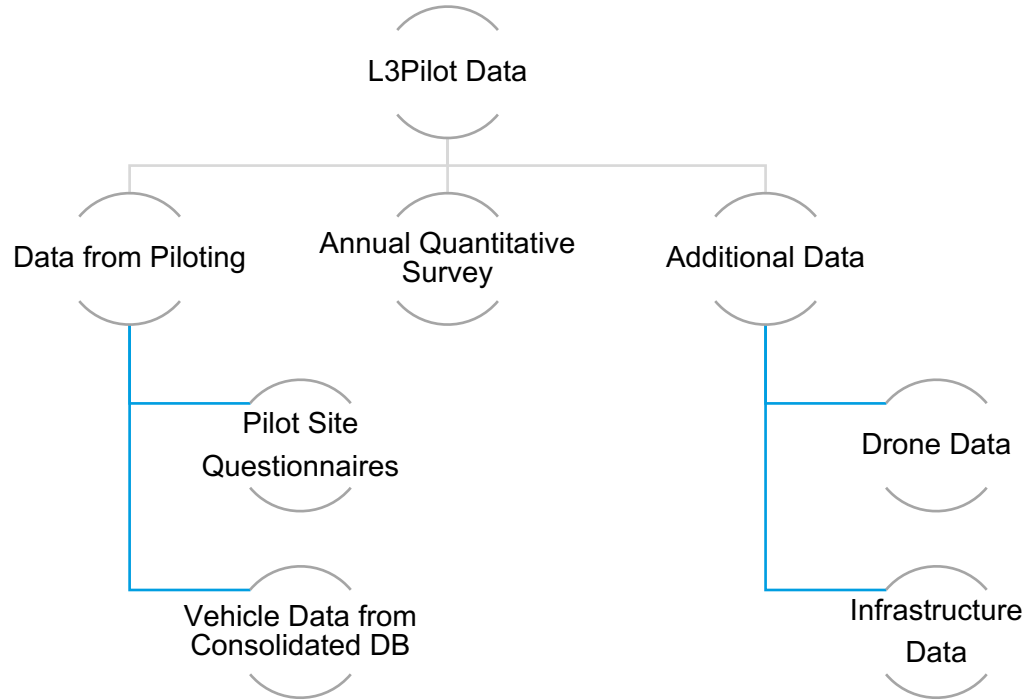 L3Pilot Data
Data from Piloting
Annual Quantitative
Survey
Additional Data
Pilot Site
Questionnaires
Drone Data
Vehicle Data from
Consolidated DB
Infrastructure
Data